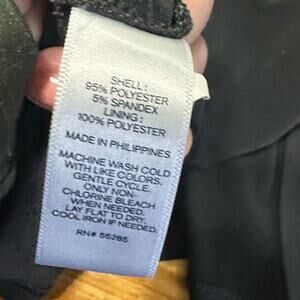 SHELL:
95% POLYESTER
5% SPANDEX
LINING:
100% POLYESTER
MADE IN PHILIPPINES
MACHINE WASH COLD
WITH LIKE COLORS.
GENTLE CYCLE.
ONLY NON-
CHLORINE BLEACH
WHEN NEEDED.
LAY FLAT TO DRY.
COOL IRON IF NEEDED.
RN# 55285